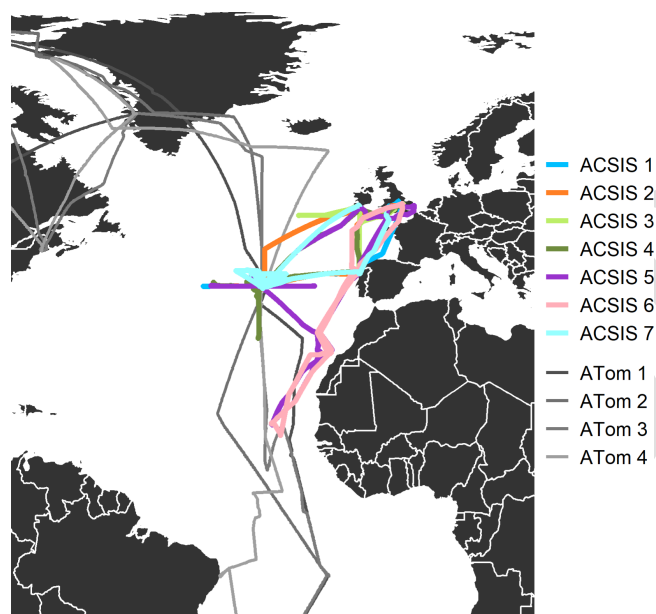 ACSIS 1
ACSIS 2
ACSIS 3
ACSIS 4
ACSIS 5
ACSIS 6
ACSIS 7
ATom 1
ATom 2
ATom 3
ATom 4